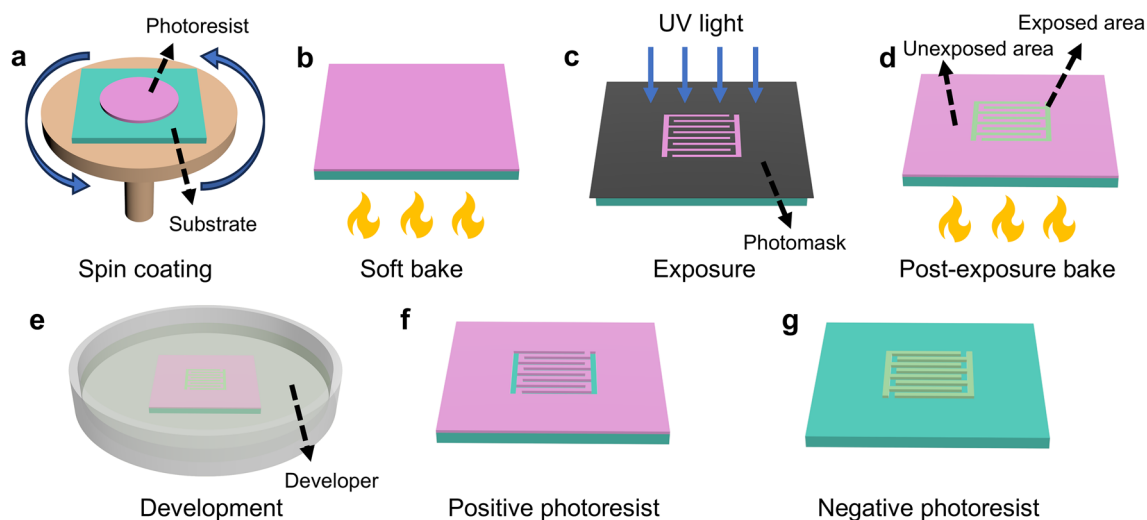 a
Photoresist
Substrate
Spin coating
b
Soft bake
c
UV light
Photomask
Exposure
d
Unexposed area
Exposed area
Post-exposure bake
e
Developer
Development
f
Positive photoresist
g
Negative photoresist